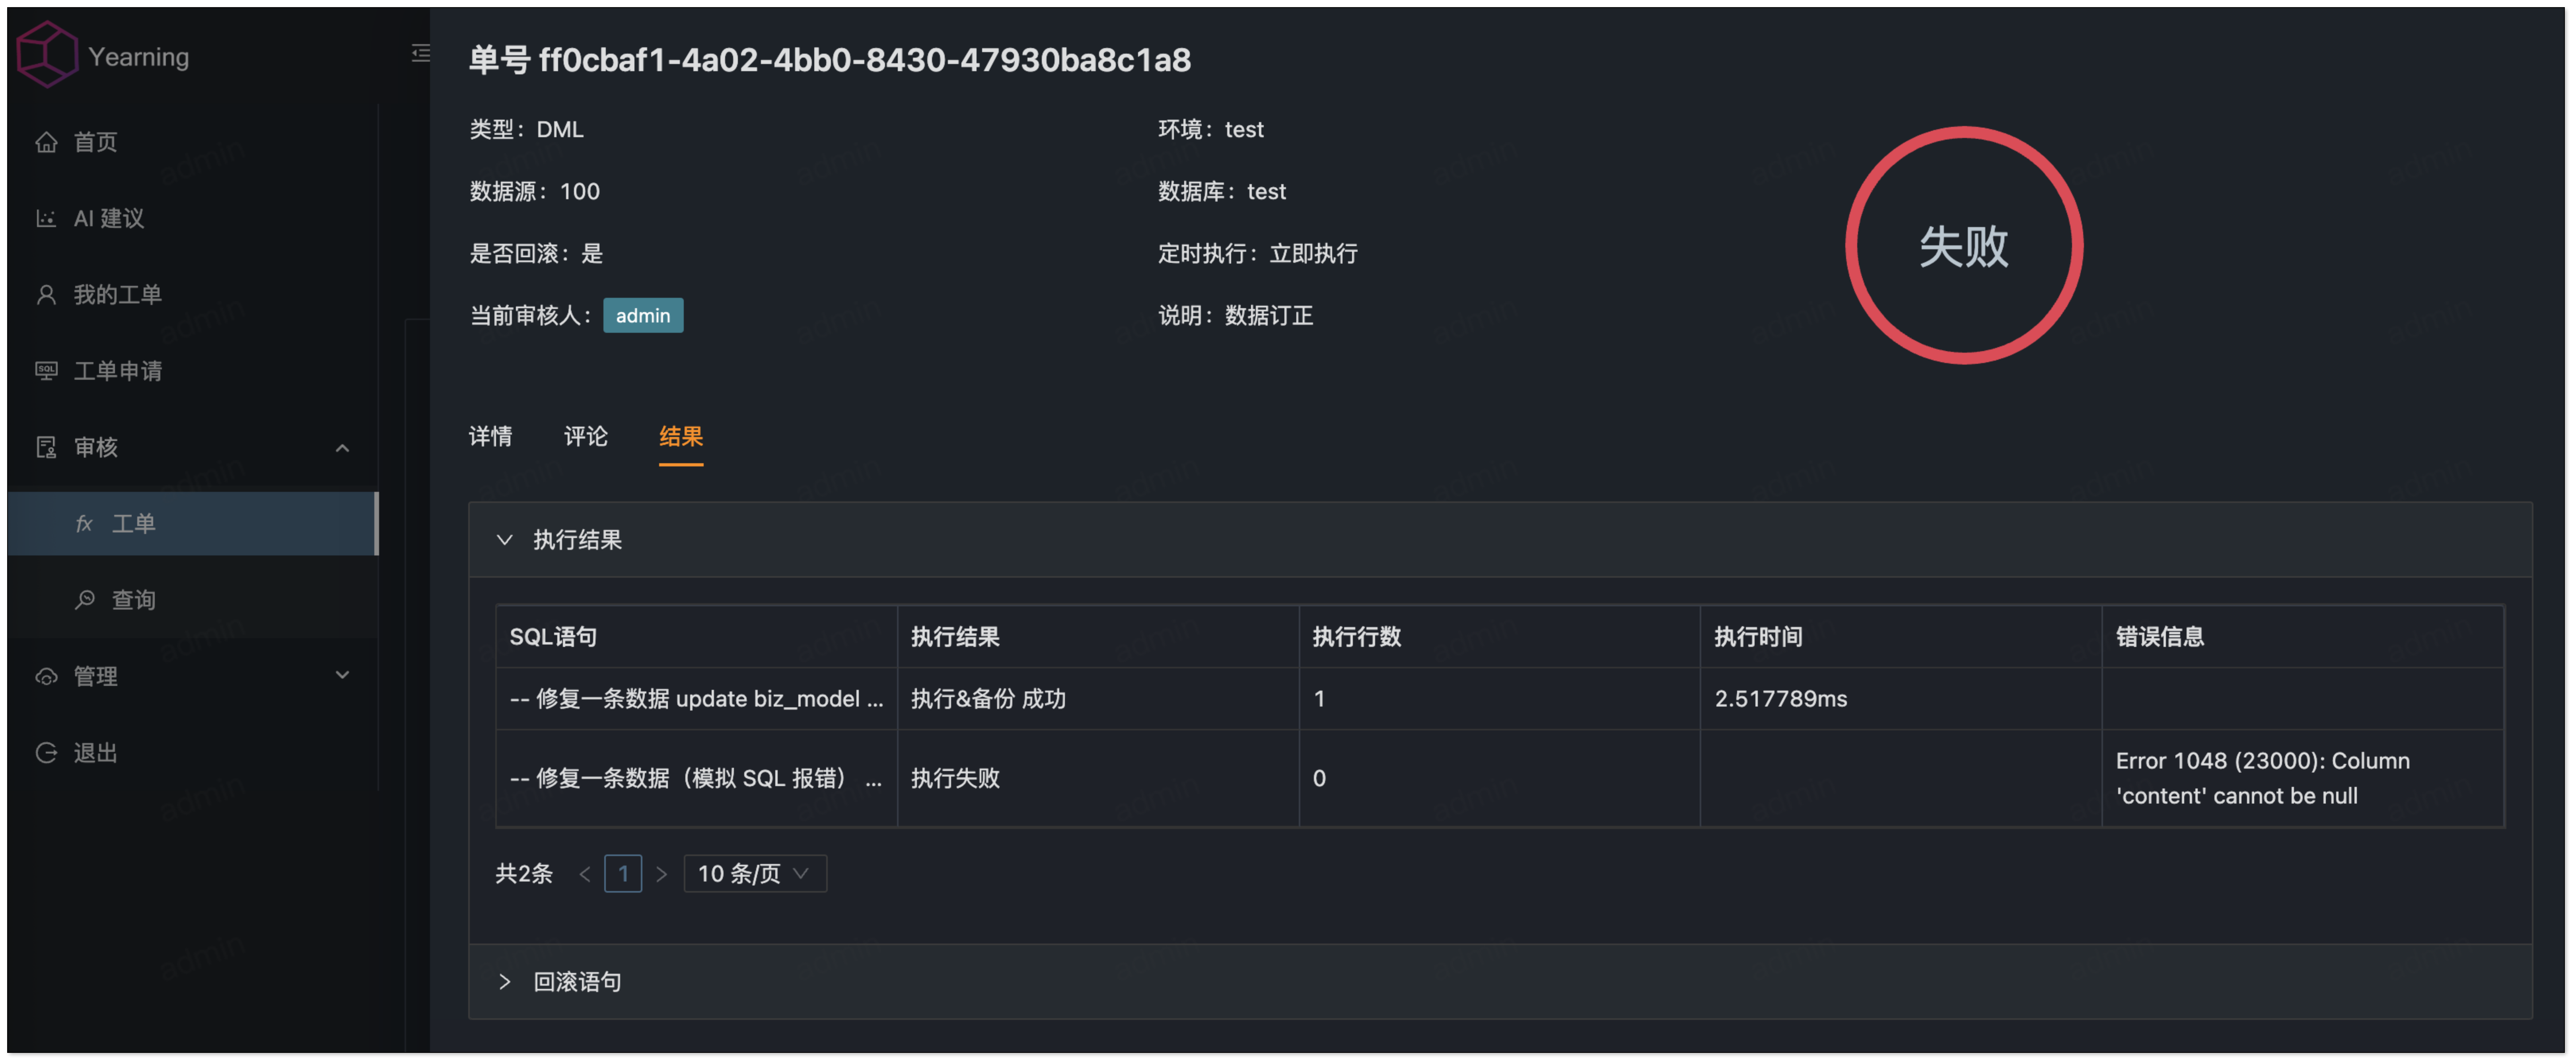 Yearning
首页
AI 建议
我的工单
SQL 工单申请
审核
fx 工单
查询
管理
退出
单号 ff0cbaf1-4a02-4bb0-8430-47930ba8c1a8
类型：DML
环境：test
数据源：100
数据库：test
是否回滚：是
定时执行：立即执行
当前审核人：admin
说明：数据订正
失败
详情 评论 结果
执行结果
SQL语句 执行结果 执行行数 执行时间 错误信息
-- 修复一条数据 update biz_model ... 执行&备份 成功 1 2.517789ms
-- 修复一条数据（模拟 SQL 报错） ... 执行失败 0 Error 1048 (23000): Column
'content' cannot be null
共2条 < 1 > 10 条/页
回滚语句
admin